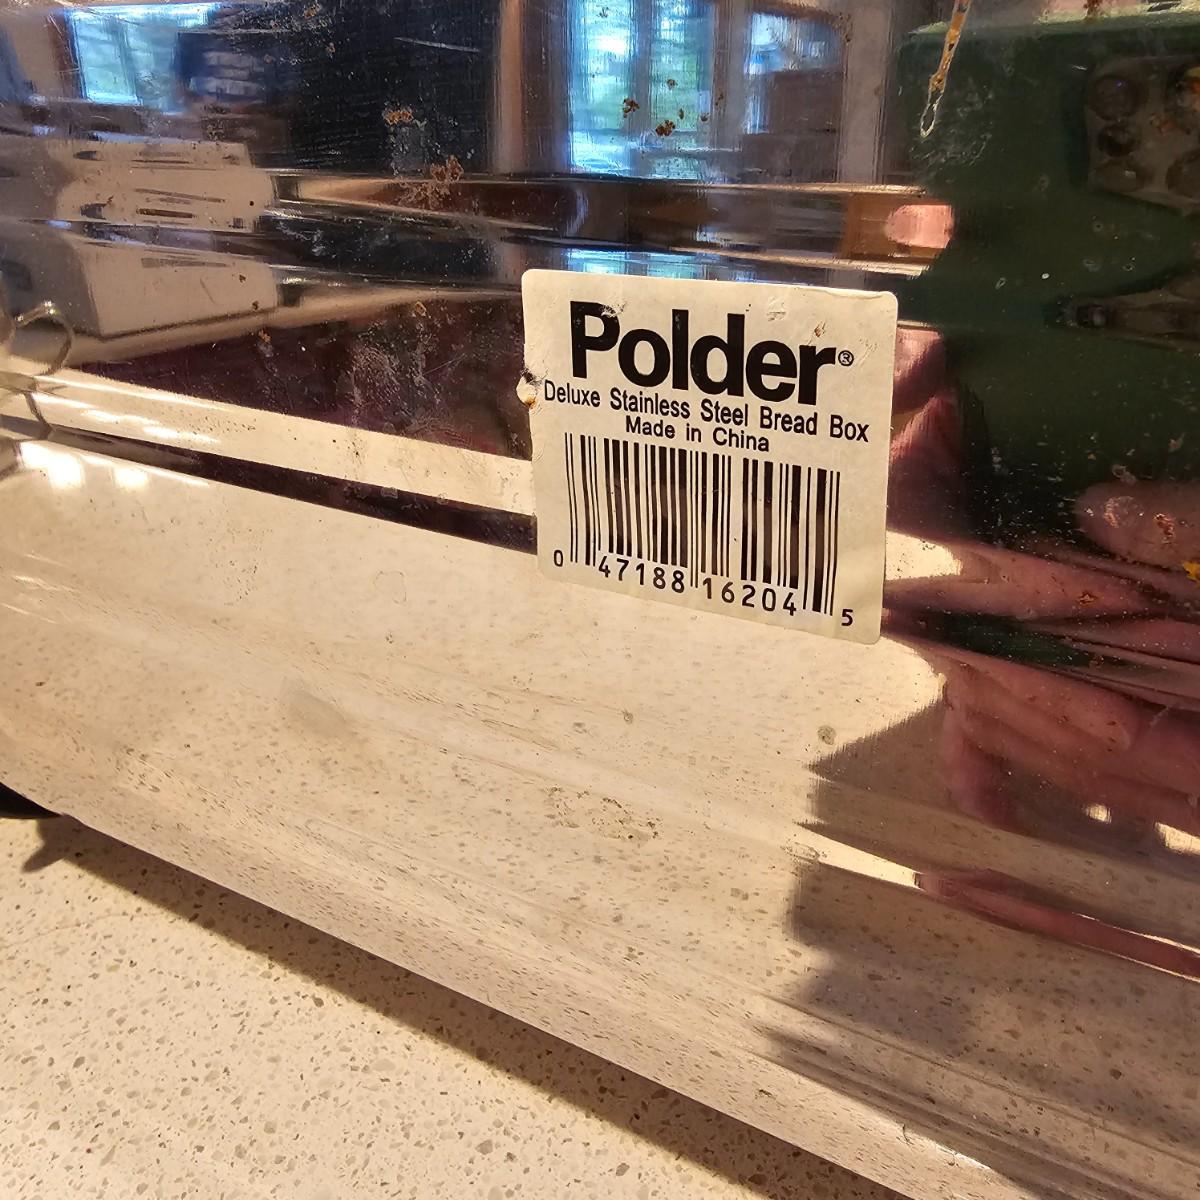 Polder®
Deluxe Stainless Steel Bread Box
Made in China
0 47188 16204 5